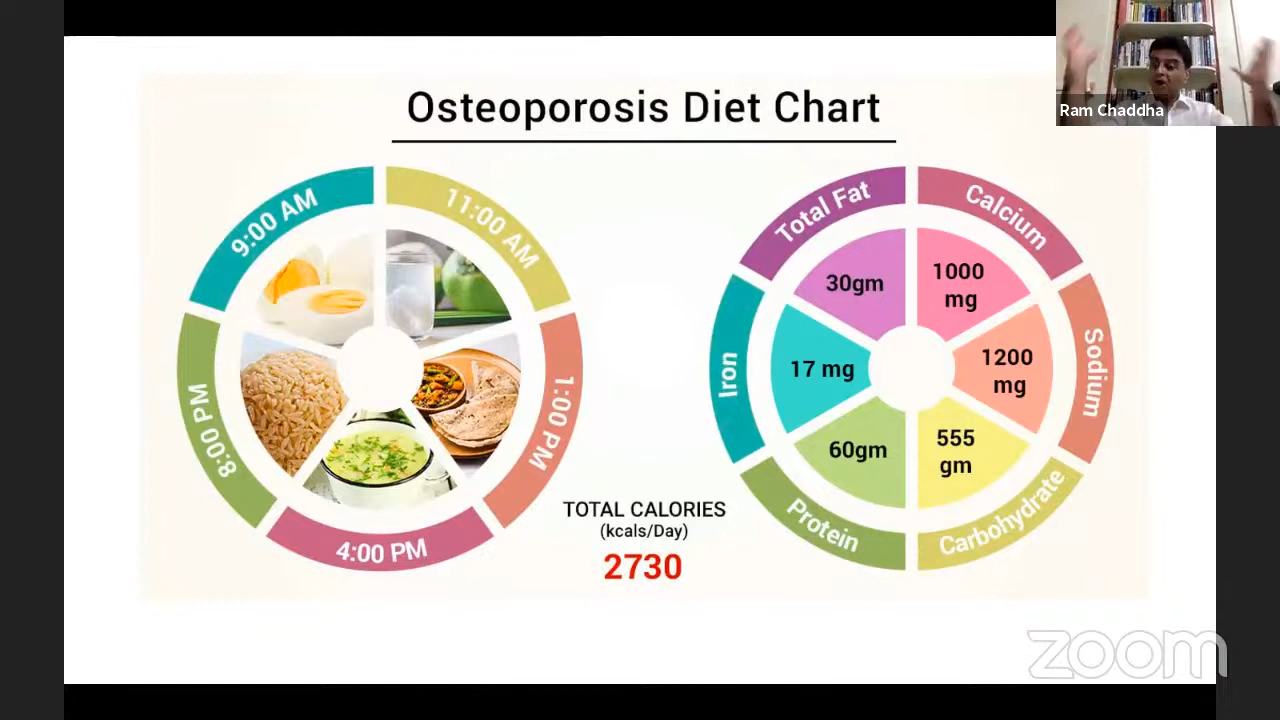 Ram Chaddha
Osteoporosis Diet Chart
9:00 AM
11:00 AM
1:00 PM
4:00 PM
8:00 PM
TOTAL CALORIES
(kcals/Day)
2730
Total Fat
30gm
Calcium
1000
mg
Sodium
1200
mg
Carbohydrate
555
gm
Protein
60gm
Iron
17 mg
zoom